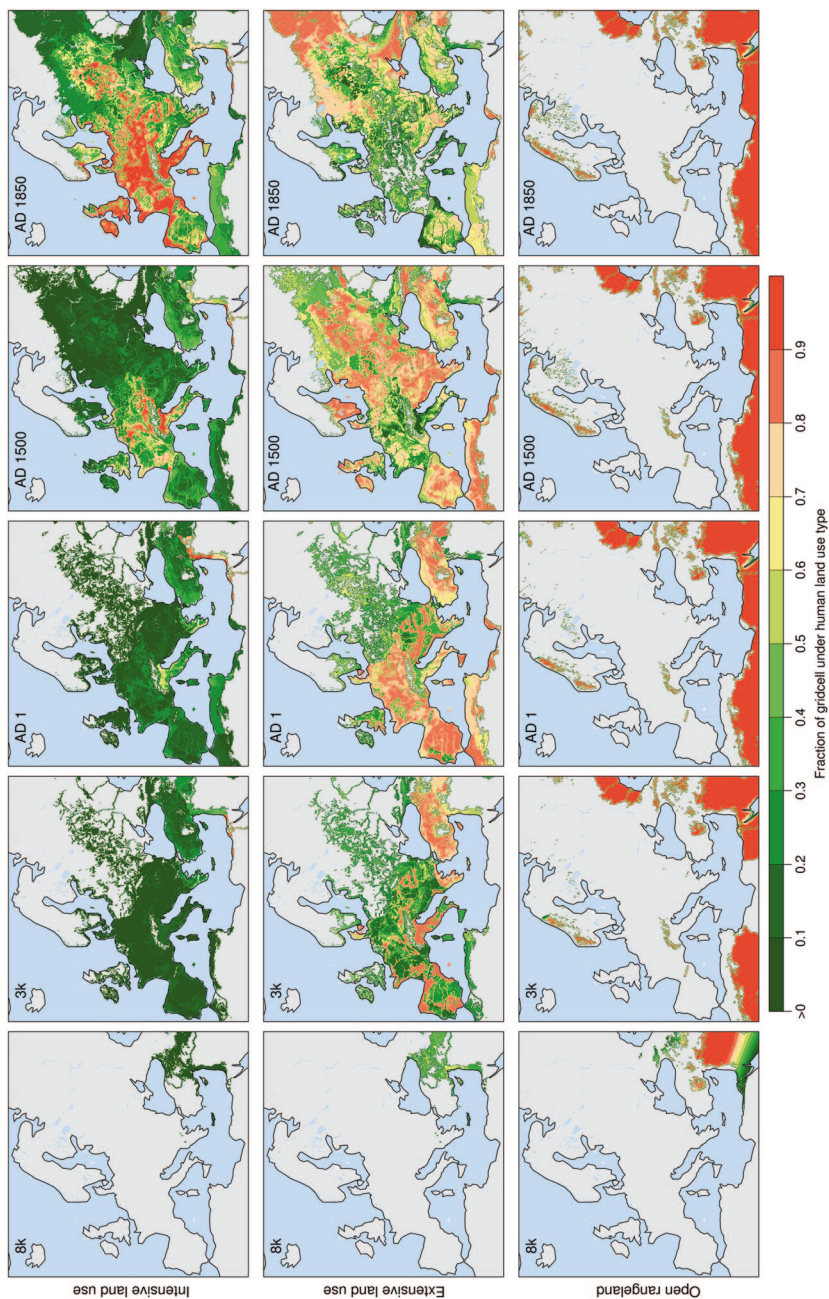 Intensive land use
8k
3k
AD 1
AD 1500
AD 1850
Extensive land use
8k
3k
AD 1
AD 1500
AD 1850
Open rangeland
8k
3k
AD 1
AD 1500
AD 1850
>0 0.1 0.2 0.3 0.4 0.5 0.6 0.7 0.8 0.9
Fraction of gridcell under human land use type